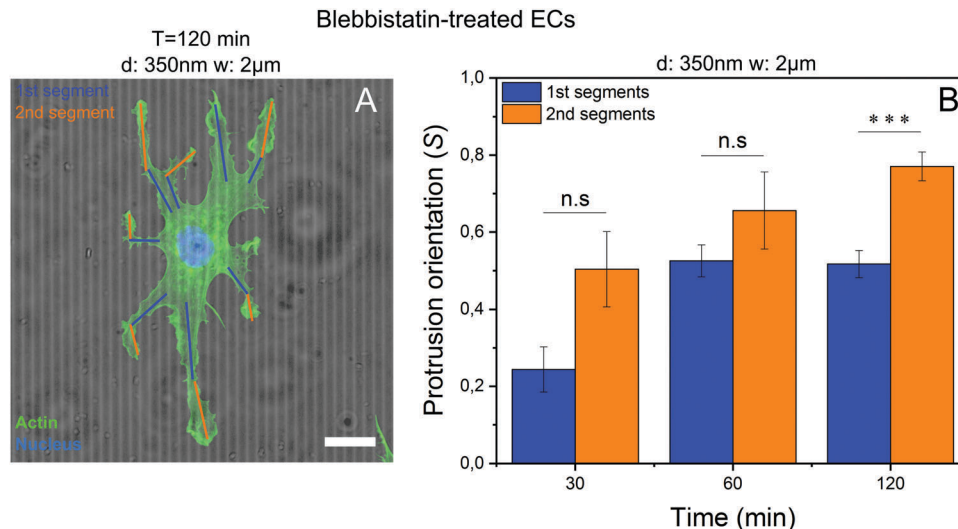 Blebbistatin-treated ECs
T=120 min
d: 350nm w: 2μm
A
1st segment
2nd segment
Actin
Nucleus
d: 350nm w: 2μm
B
1st segments
2nd segments
n.s
n.s
***
Protrusion orientation (S)
1,0
0,8
0,6
0,4
0,2
0,0
30
60
120
Time (min)